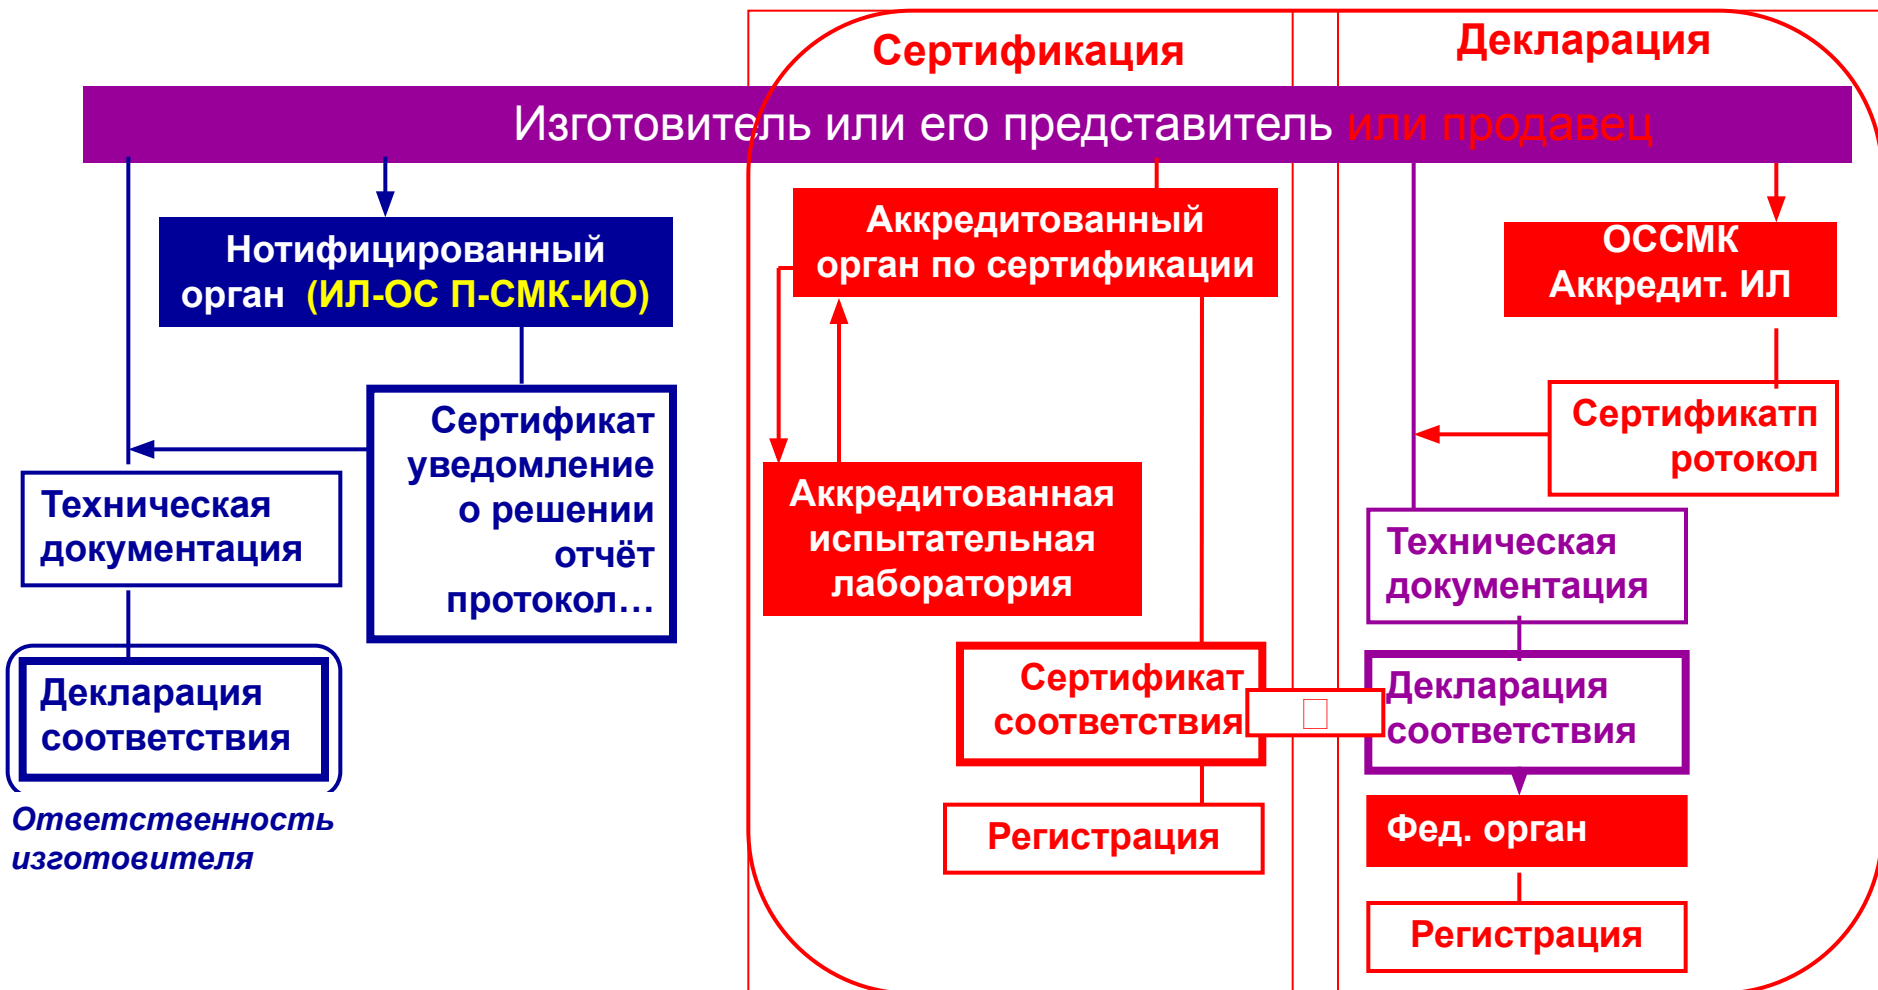 Сертификация
Декларация
Изготовитель или его представитель или продавец
Нотифицированный
орган (ИЛ-ОС П-СМК-ИО)
Сертификат
уведомление
о решении
отчёт
протокол...
Техническая
документация
Декларация
соответствия
Ответственность
изготовителя
Аккредитованный
орган по сертификации
Аккредитованная
испытательная
лаборатория
Сертификат
соответствия
Регистрация
ОССМК
Аккредит. ИЛ
Сертификатп
ротокол
Техническая
документация
Декларация
соответствия
Фед. орган
Регистрация